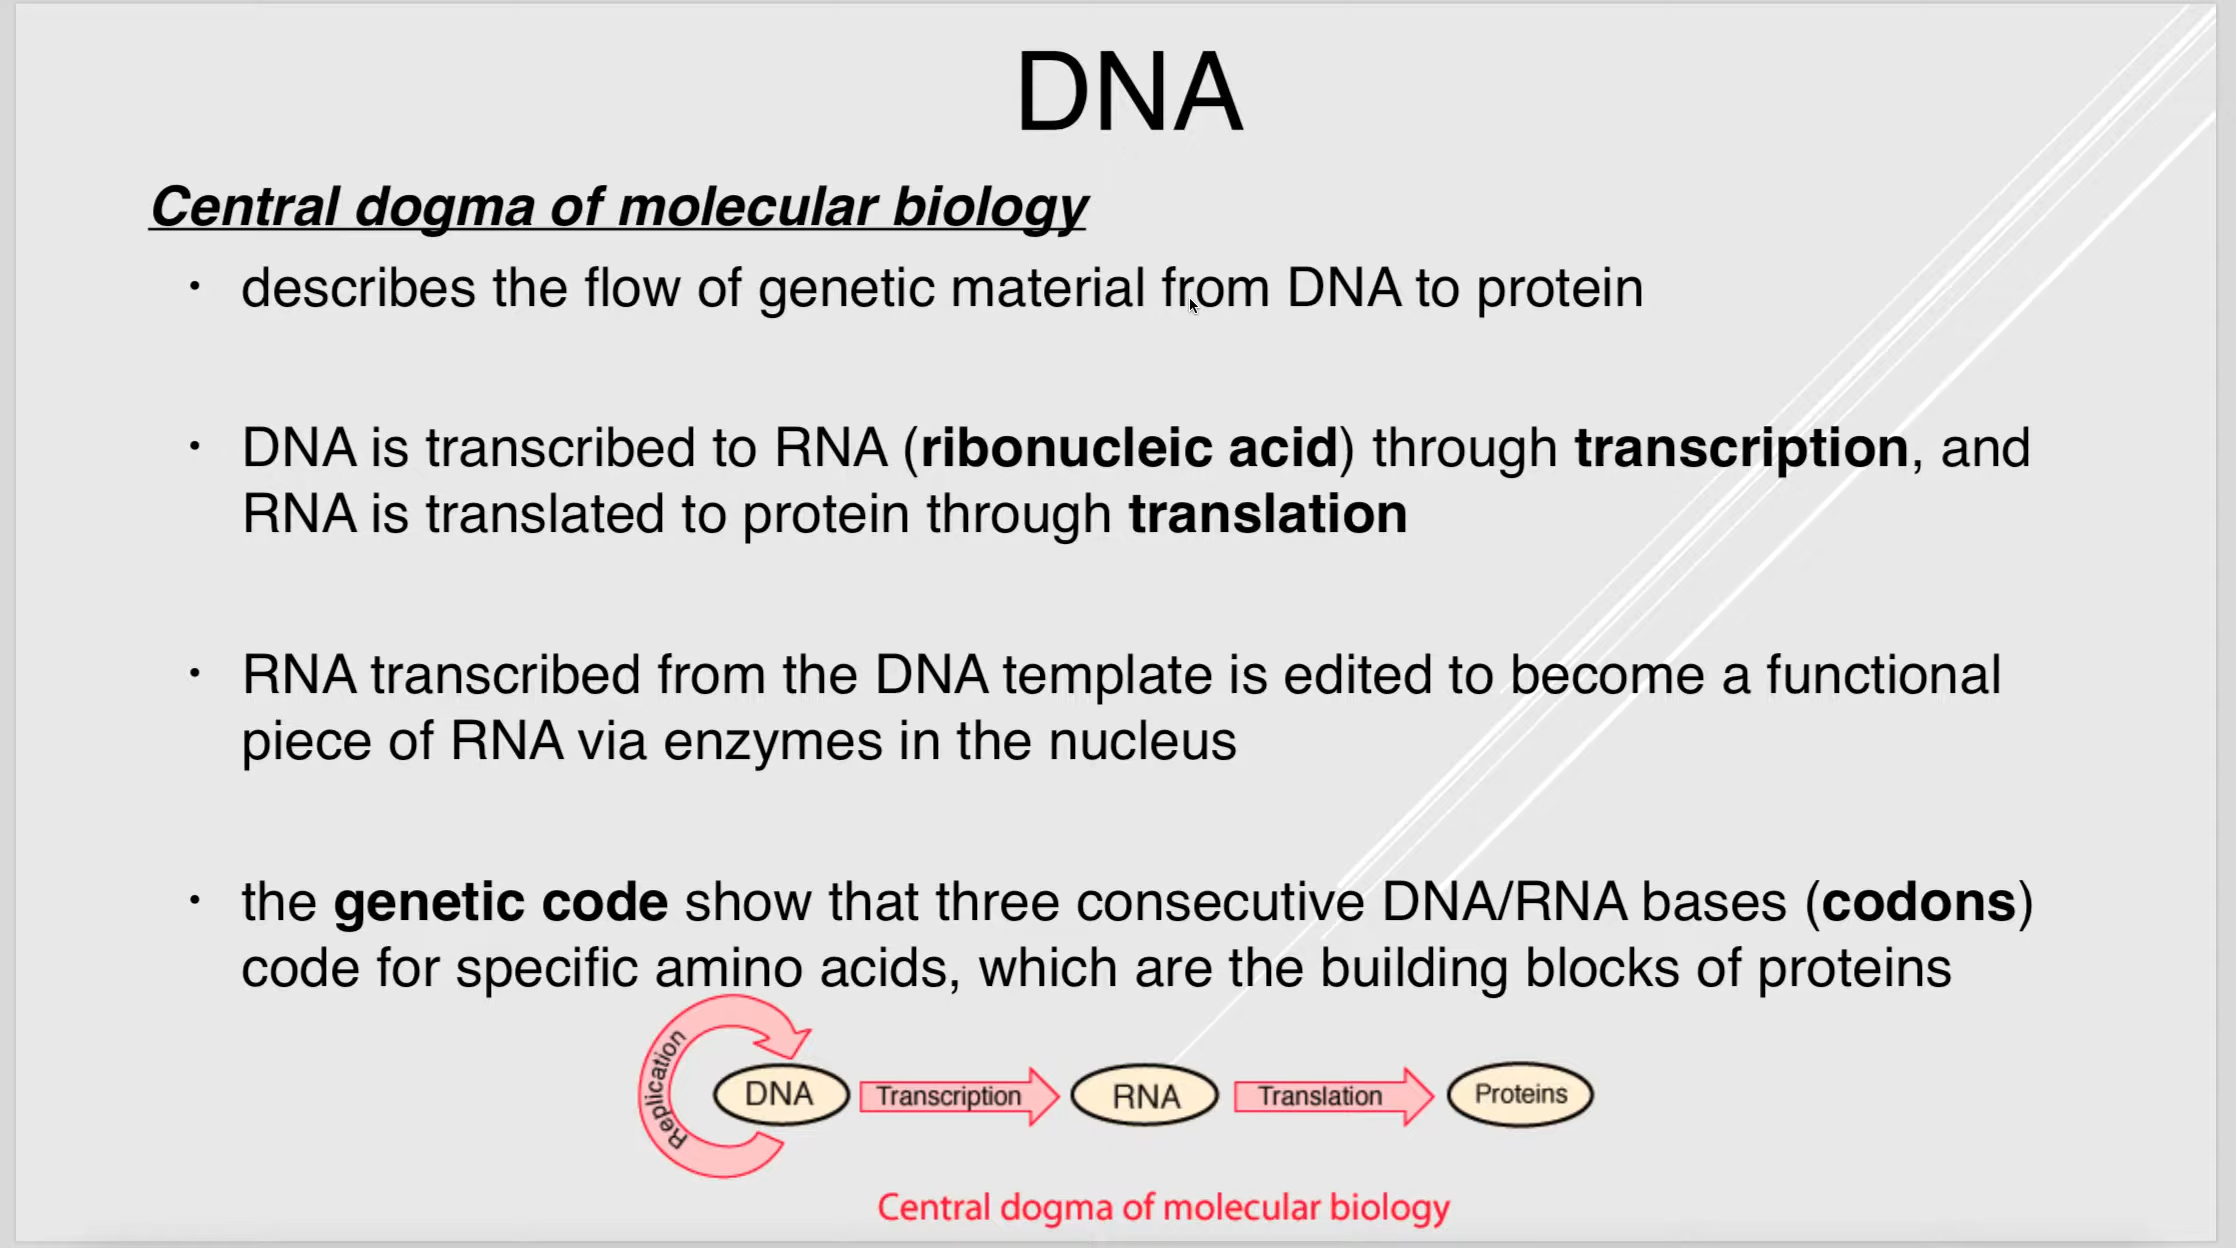 DNA
Central dogma of molecular biology
• describes the flow of genetic material from DNA to protein
• DNA is transcribed to RNA (ribonucleic acid) through transcription, and
RNA is translated to protein through translation
• RNA transcribed from the DNA template is edited to become a functional
piece of RNA via enzymes in the nucleus
• the genetic code show that three consecutive DNA/RNA bases (codons)
code for specific amino acids, which are the building blocks of proteins
Replication
DNA
Transcription
RNA
Translation
Proteins
Central dogma of molecular biology